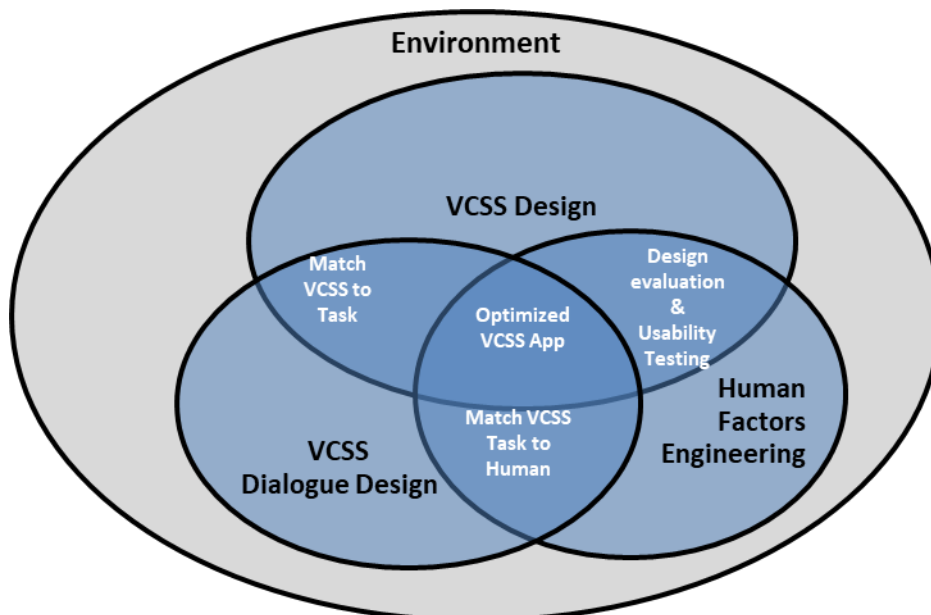 Environment
VCSS Design
Match
VCSS to
Task
Design
evaluation
&
Usability
Testing
Optimized
VCSS App
Human
Factors
Engineering
Match VCSS
Task to
Human
VCSS
Dialogue Design